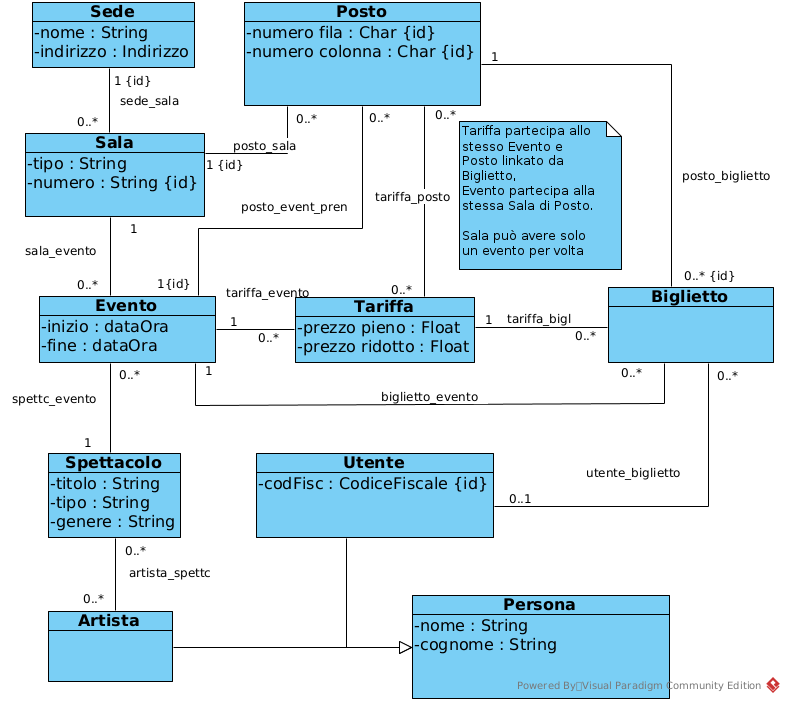 Sede
-nome : String
-indirizzo : Indirizzo
Posto
-numero fila : Char {id}
-numero colonna : Char {id}
1
1 {id}
sede_sala
0..*
0..*
0..*
0..*
Sala
-tipo : String
-numero : String {id}
posto_sala
1 {id}
Tariffa partecipa allo
stesso Evento e
Posto linkato da
Biglietto,
Evento partecipa alla
stessa Sala di Posto.
Sala può avere solo
un evento per volta
posto_biglietto
tariffa_posto
posto_event_pren
1
sala_evento
0..*
1{id}
tariffa_evento
0..*
0..* {id}
Evento
-inizio : dataOra
-fine : dataOra
1
0..*
Tariffa
-prezzo pieno : Float
-prezzo ridotto : Float
1
tariffa_bigl
0..*
Biglietto
0..*
1
0..*
0..*
spettc_evento
biglietto_evento
1
Spettacolo
-titolo : String
-tipo : String
-genere : String
Utente
-codFisc : CodiceFiscale {id}
utente_biglietto
0..1
0..*
artista_spettc
0..*
Artista
Persona
-nome : String
-cognome : String
Powered By Visual Paradigm Community Edition